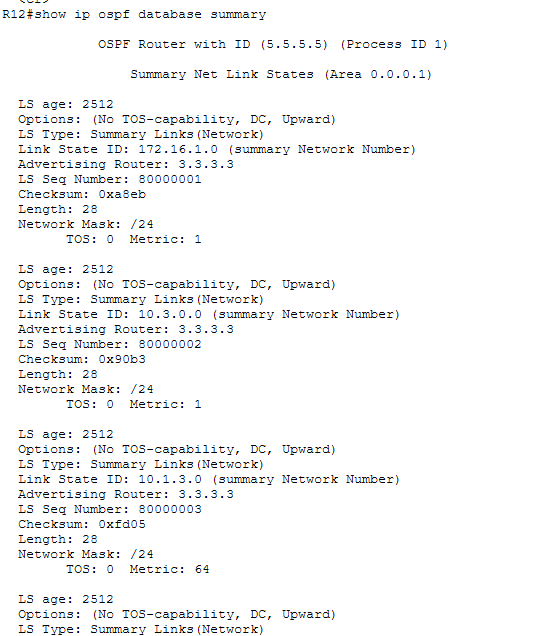 R12#show ip ospf database summary
OSPF Router with ID (5.5.5.5) (Process ID 1)
Summary Net Link States (Area 0.0.0.1)
LS age: 2512
Options: (No TOS-capability, DC, Upward)
LS Type: Summary Links(Network)
Link State ID: 172.16.1.0 (summary Network Number)
Advertising Router: 3.3.3.3
LS Seq Number: 80000001
Checksum: 0xa8eb
Length: 28
Network Mask: /24
TOS: 0  Metric: 1
LS age: 2512
Options: (No TOS-capability, DC, Upward)
LS Type: Summary Links(Network)
Link State ID: 10.3.0.0 (summary Network Number)
Advertising Router: 3.3.3.3
LS Seq Number: 80000002
Checksum: 0x90b3
Length: 28
Network Mask: /24
TOS: 0  Metric: 1
LS age: 2512
Options: (No TOS-capability, DC, Upward)
LS Type: Summary Links(Network)
Link State ID: 10.1.3.0 (summary Network Number)
Advertising Router: 3.3.3.3
LS Seq Number: 80000003
Checksum: 0xfd05
Length: 28
Network Mask: /24
TOS: 0  Metric: 64
LS age: 2512
Options: (No TOS-capability, DC, Upward)
LS Type: Summary Links(Network)